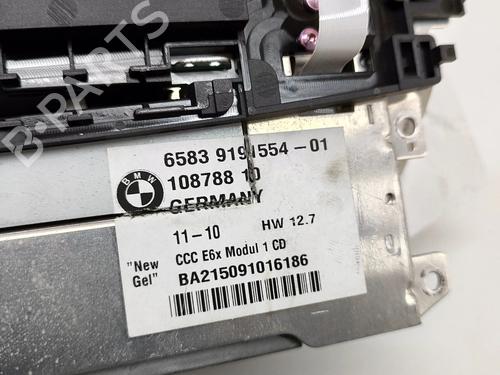 B-PARTS
BMW
6583 9191554-01
108788 10
GERMANY
11-10 HW 12.7
"New Gel" CCC E6x Modul 1 CD
BA215091016186